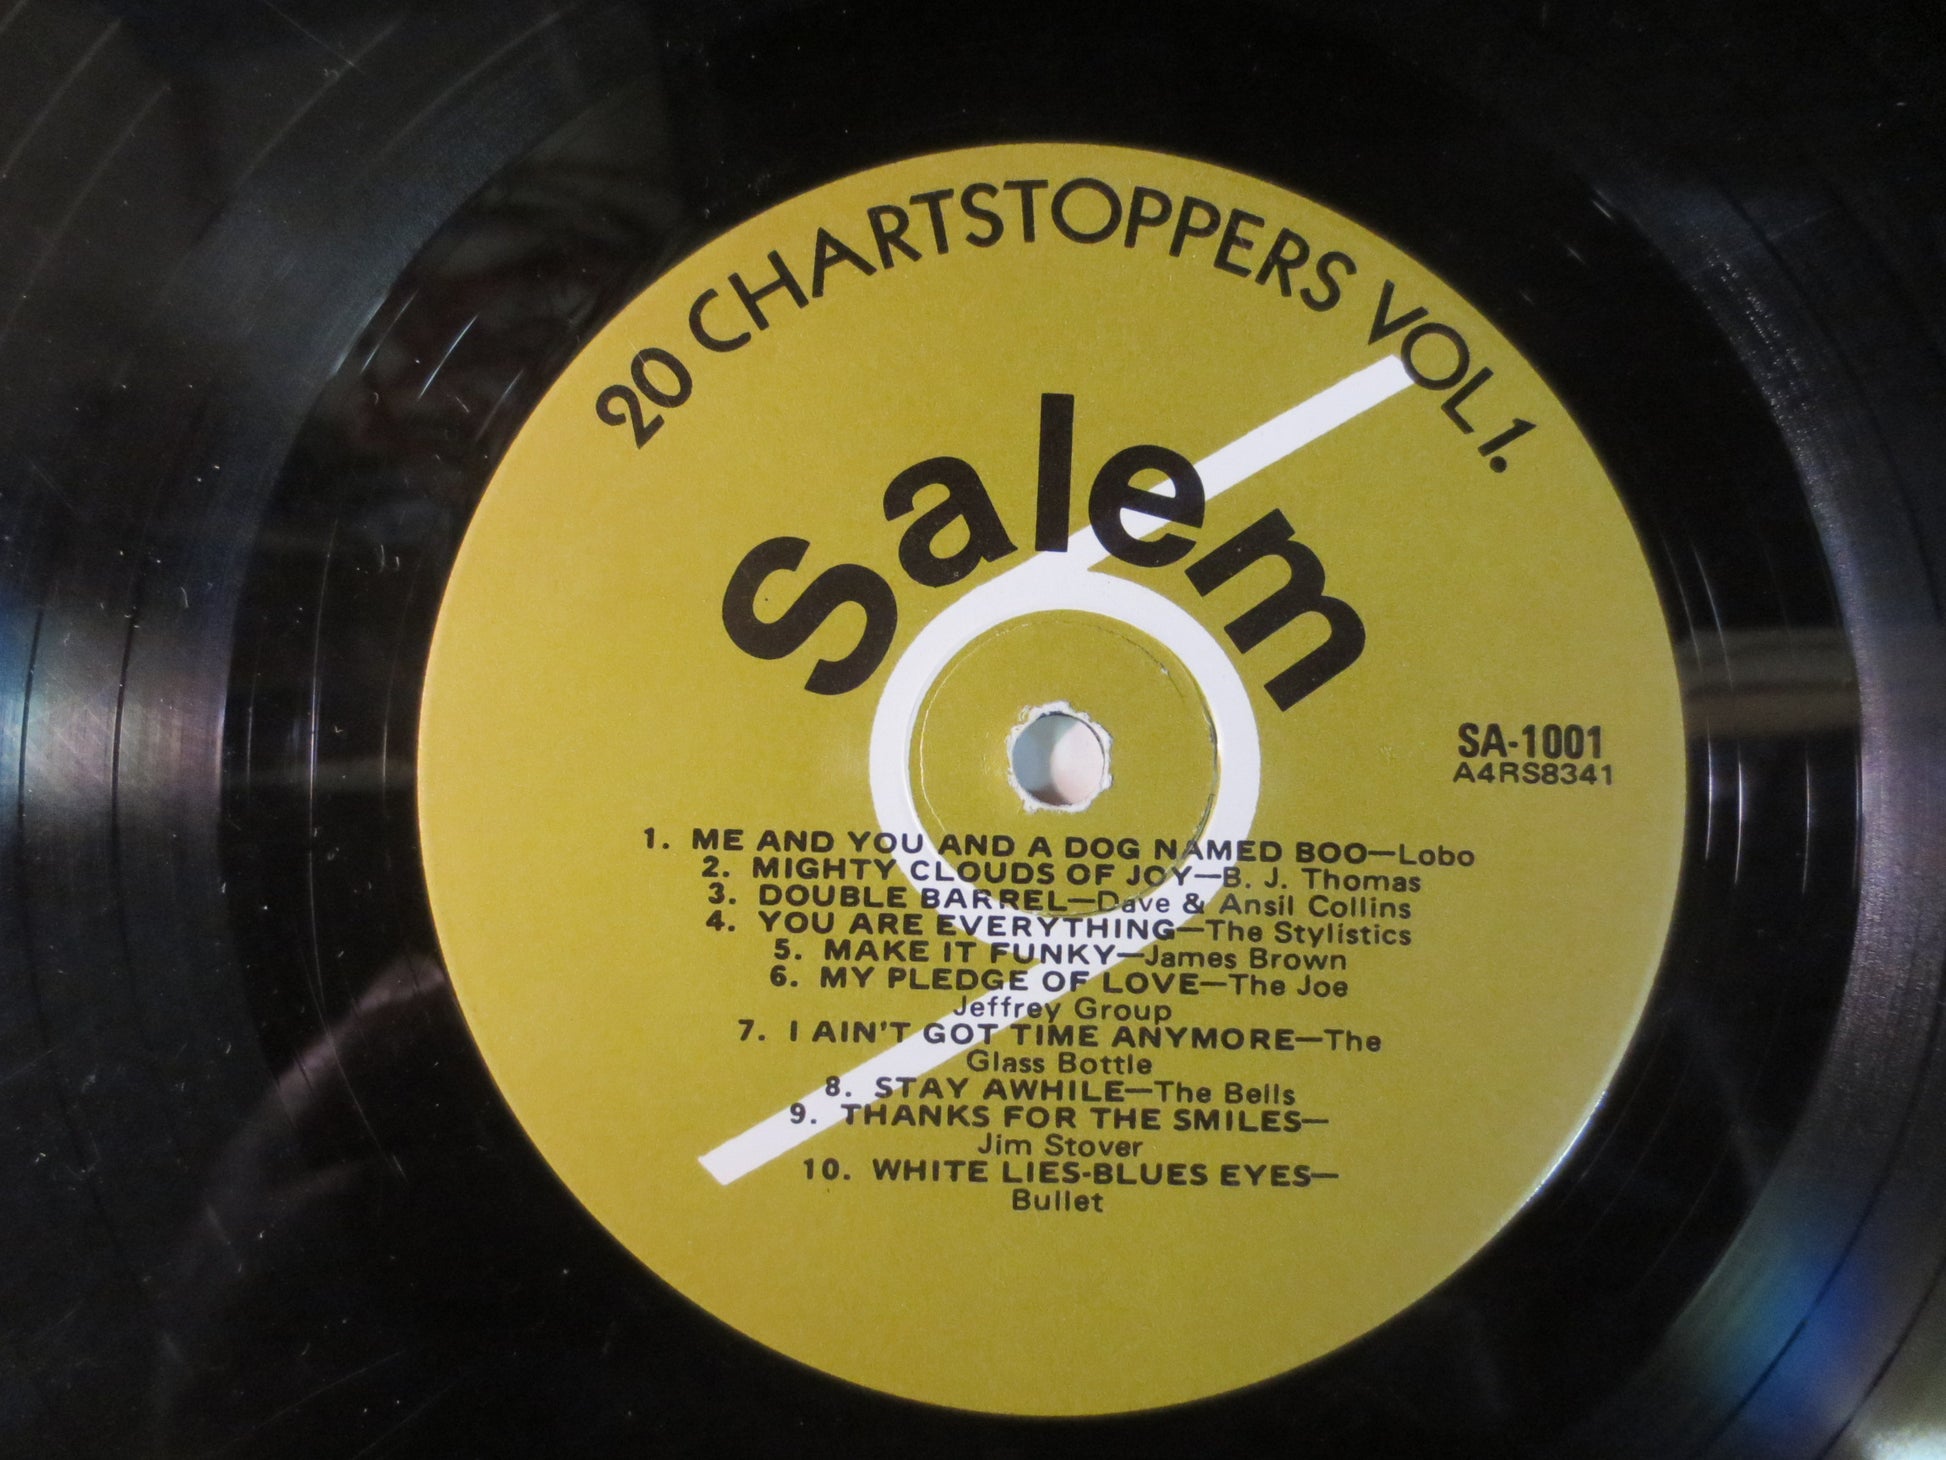 20 CHARTSTOPPERS VOL 1.
Salem
SA-1001
A4RS8341
1. ME AND YOU AND A DOG NAMED BOO—Lobo
2. MIGHTY CLOUDS OF JOY—B. J. Thomas
3. DOUBLE BARREL—Dave & Ansil Collins
4. YOU ARE EVERYTHING—The Stylistics
5. MAKE IT FUNKY—James Brown
6. MY PLEDGE OF LOVE—The Joe
Jeffrey Group
7. I AIN'T GOT TIME ANYMORE—The
Glass Bottle
8. STAY AWHILE—The Bells
9. THANKS FOR THE SMILES—
Jim Stover
10. WHITE LIES-BLUES EYES—
Bullet